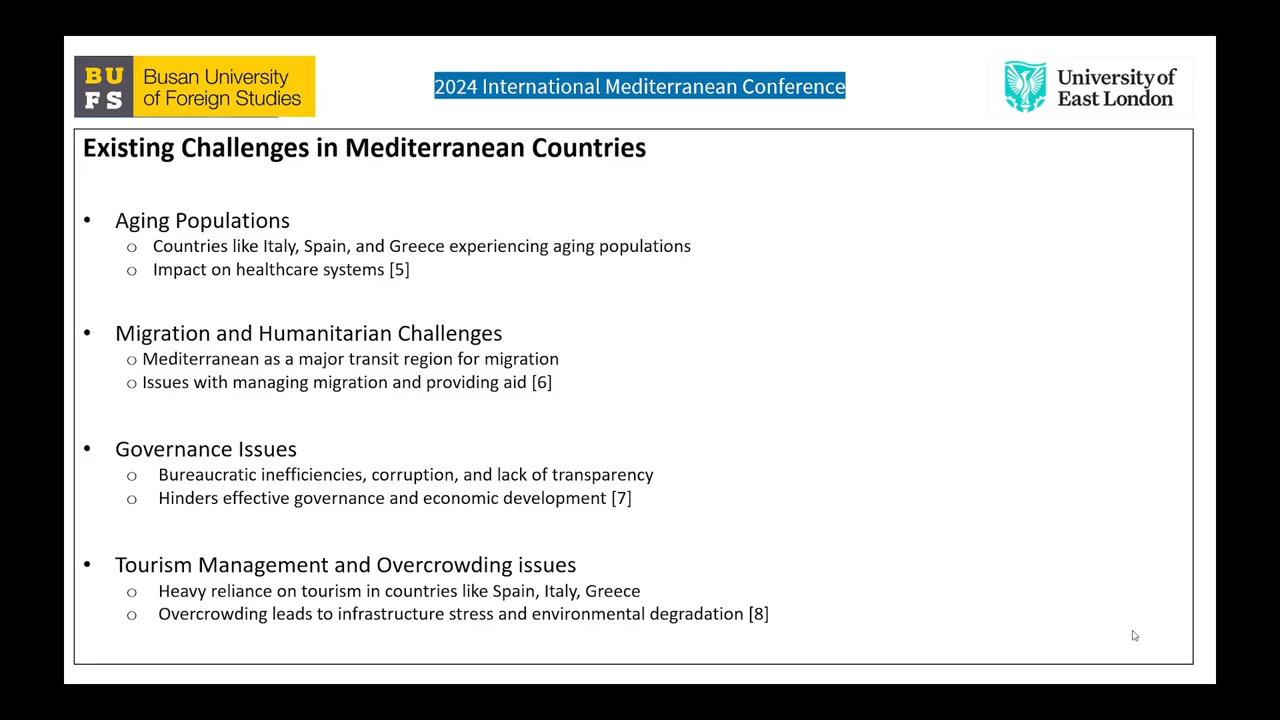 BU
FS
Busan University
of Foreign Studies
2024 International Mediterranean Conference
University of
East London
Existing Challenges in Mediterranean Countries
• Aging Populations
o Countries like Italy, Spain, and Greece experiencing aging populations
o Impact on healthcare systems [5]
• Migration and Humanitarian Challenges
o Mediterranean as a major transit region for migration
o Issues with managing migration and providing aid [6]
• Governance Issues
o Bureaucratic inefficiencies, corruption, and lack of transparency
o Hinders effective governance and economic development [7]
• Tourism Management and Overcrowding issues
o Heavy reliance on tourism in countries like Spain, Italy, Greece
o Overcrowding leads to infrastructure stress and environmental degradation [8]